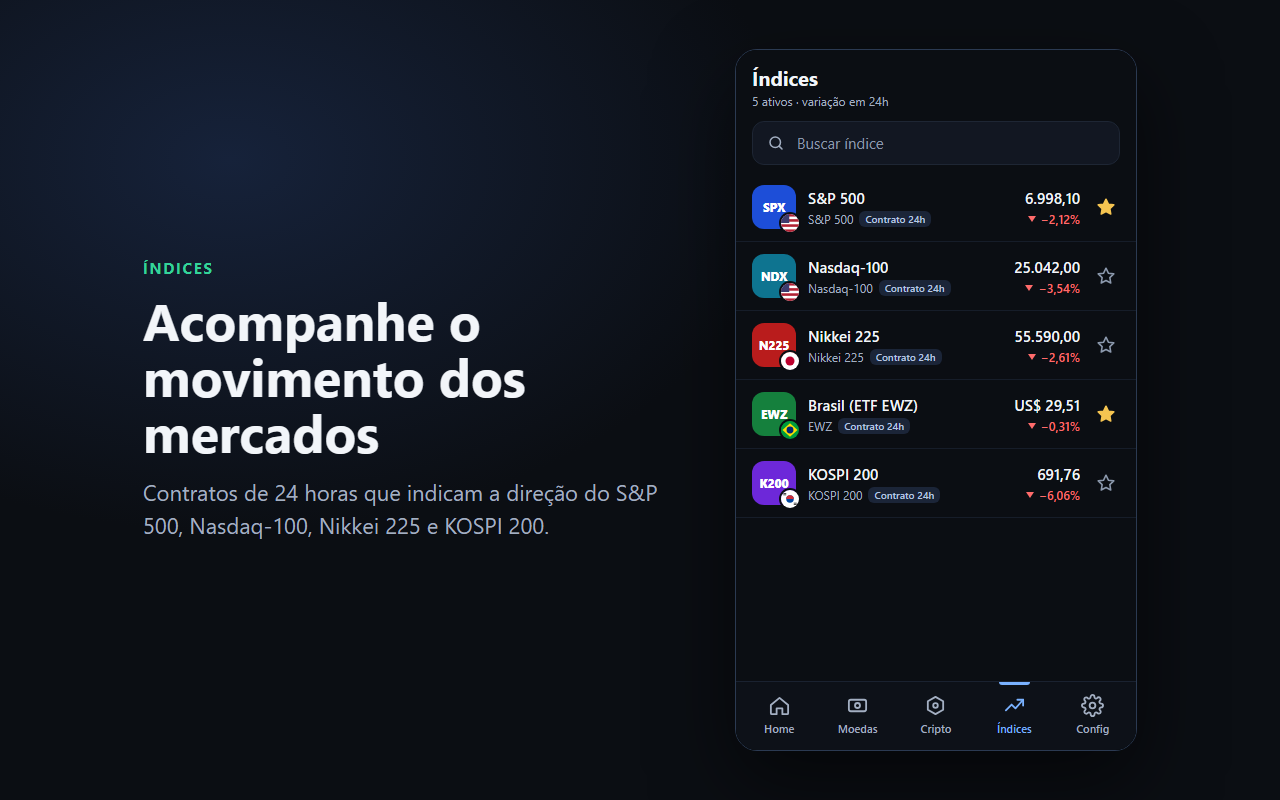 ÍNDICES
Acompanhe o
movimento dos
mercados
Contratos de 24 horas que indicam a direção do S&P
500, Nasdaq-100, Nikkei 225 e KOSPI 200.
Índices
5 ativos · variação em 24h
Buscar índice
SPX
S&P 500
6.998,10
S&P 500 Contrato 24h
▼ −2,12%
NDX
Nasdaq-100
25.042,00
Nasdaq-100 Contrato 24h
▼ −3,54%
N225
Nikkei 225
55.590,00
Nikkei 225 Contrato 24h
▼ −2,61%
EWZ
Brasil (ETF EWZ)
US$ 29,51
EWZ Contrato 24h
▼ −0,31%
K200
KOSPI 200
691,76
KOSPI 200 Contrato 24h
▼ −6,06%
Home Moedas Cripto Índices Config